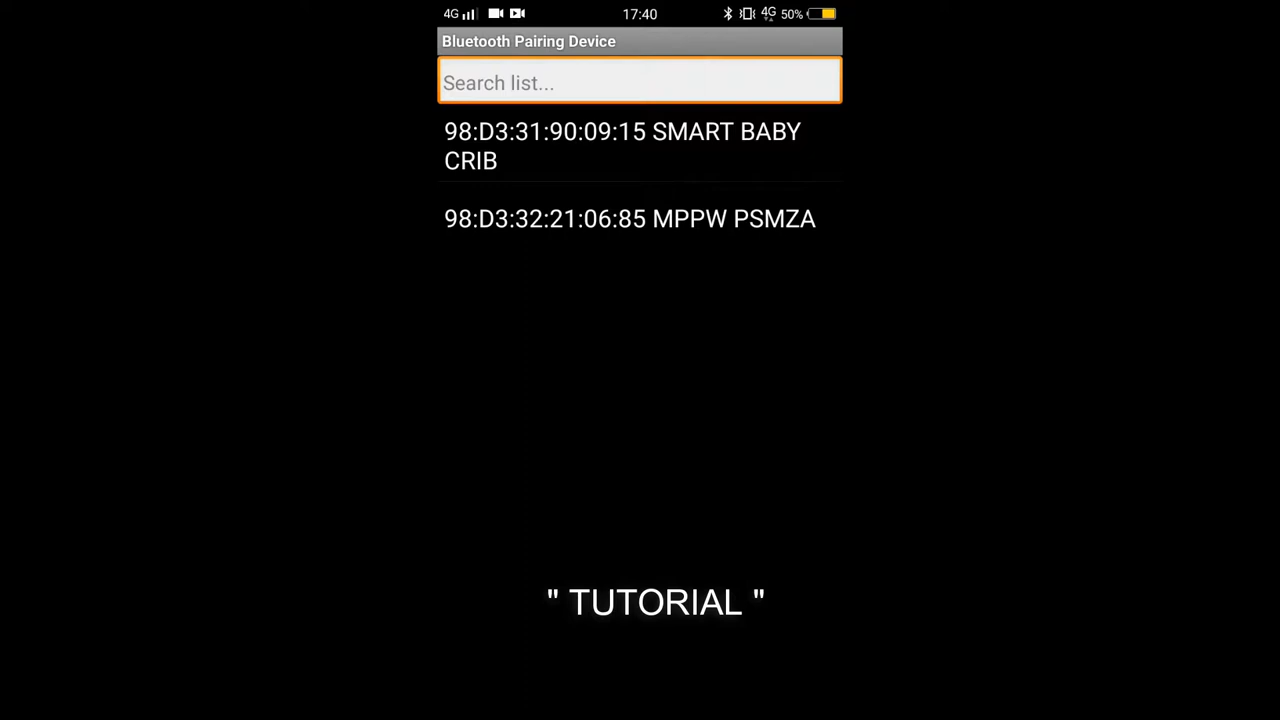 4G 17:40 4G 50%
Bluetooth Pairing Device
Search list...
98:D3:31:90:09:15 SMART BABY
CRIB
98:D3:32:21:06:85 MPPW PSMZA
" TUTORIAL "